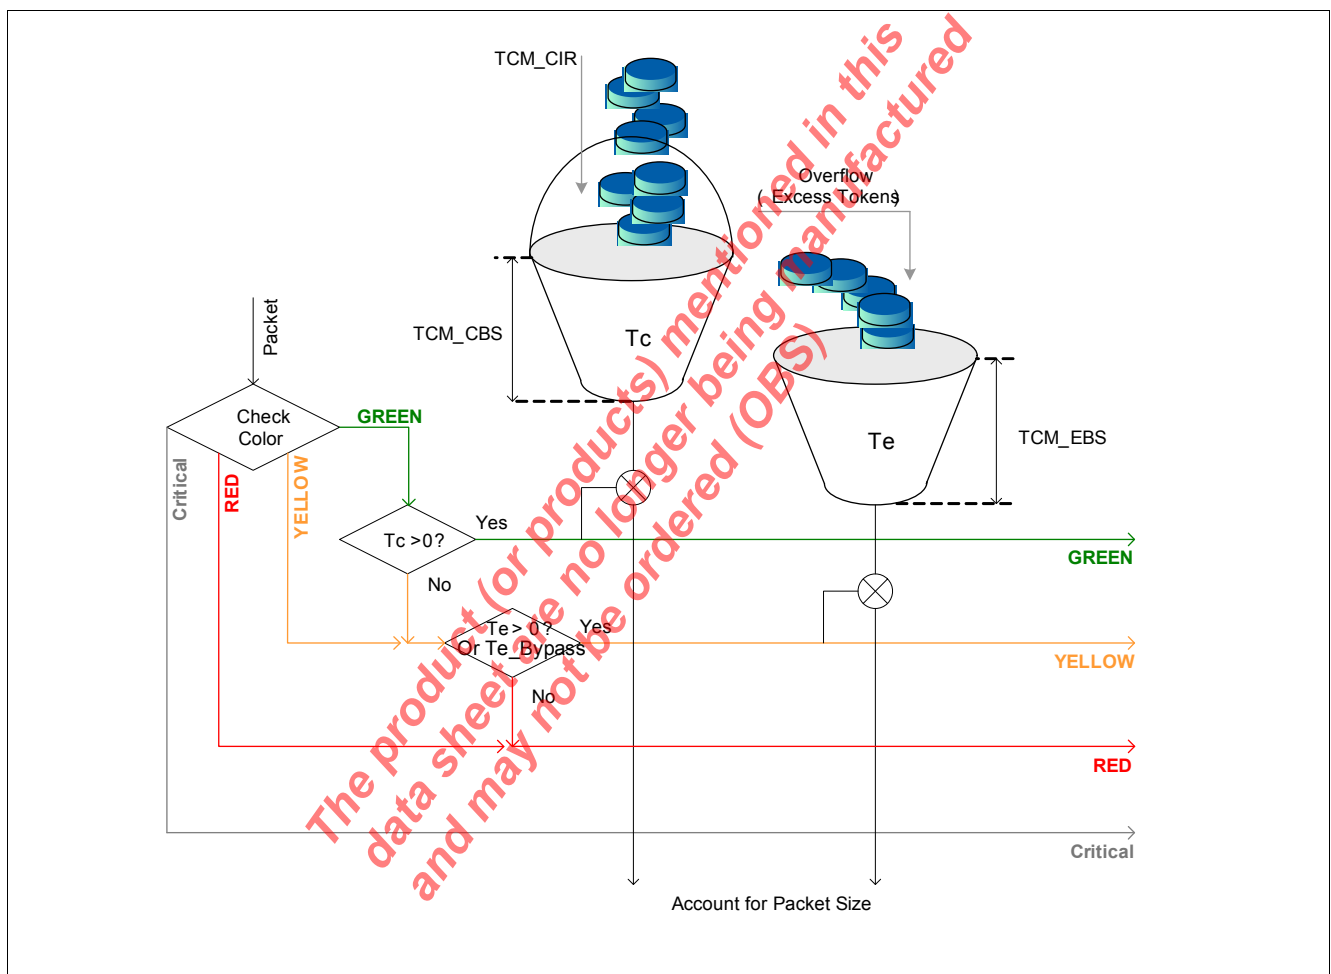 TCM_CIR
Overflow
( Excess Tokens)
TCM_CBS
Tc
Packet
Check
Color
GREEN
Te
TCM_EBS
Critical
RED
YELLOW
Tc >0?
Yes
GREEN
No
Te > 0?
Or Te_Bypass
Yes
YELLOW
No
RED
Critical
Account for Packet Size
The product (or products) mentioned in this
data sheet are no longer being manufactured
and may not be ordered (OBS)